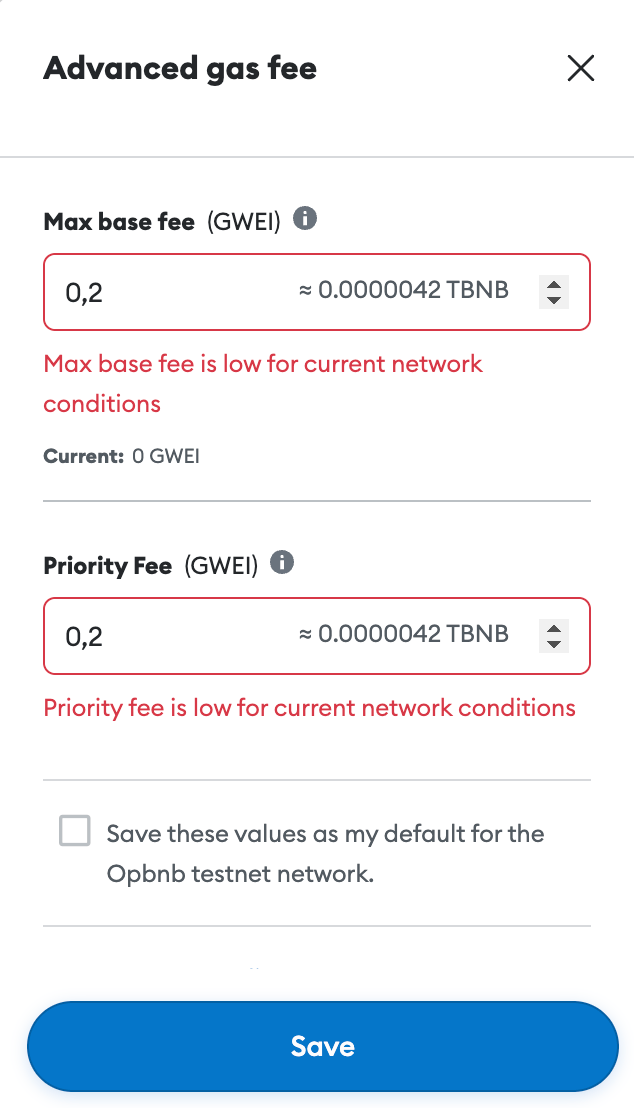 Advanced gas fee
Max base fee (GWEI)
0,2 ≈ 0.0000042 TBNB
Max base fee is low for current network
conditions
Current: 0 GWEI
Priority Fee (GWEI)
0,2 ≈ 0.0000042 TBNB
Priority fee is low for current network conditions
Save these values as my default for the
Opbnb testnet network.
Save